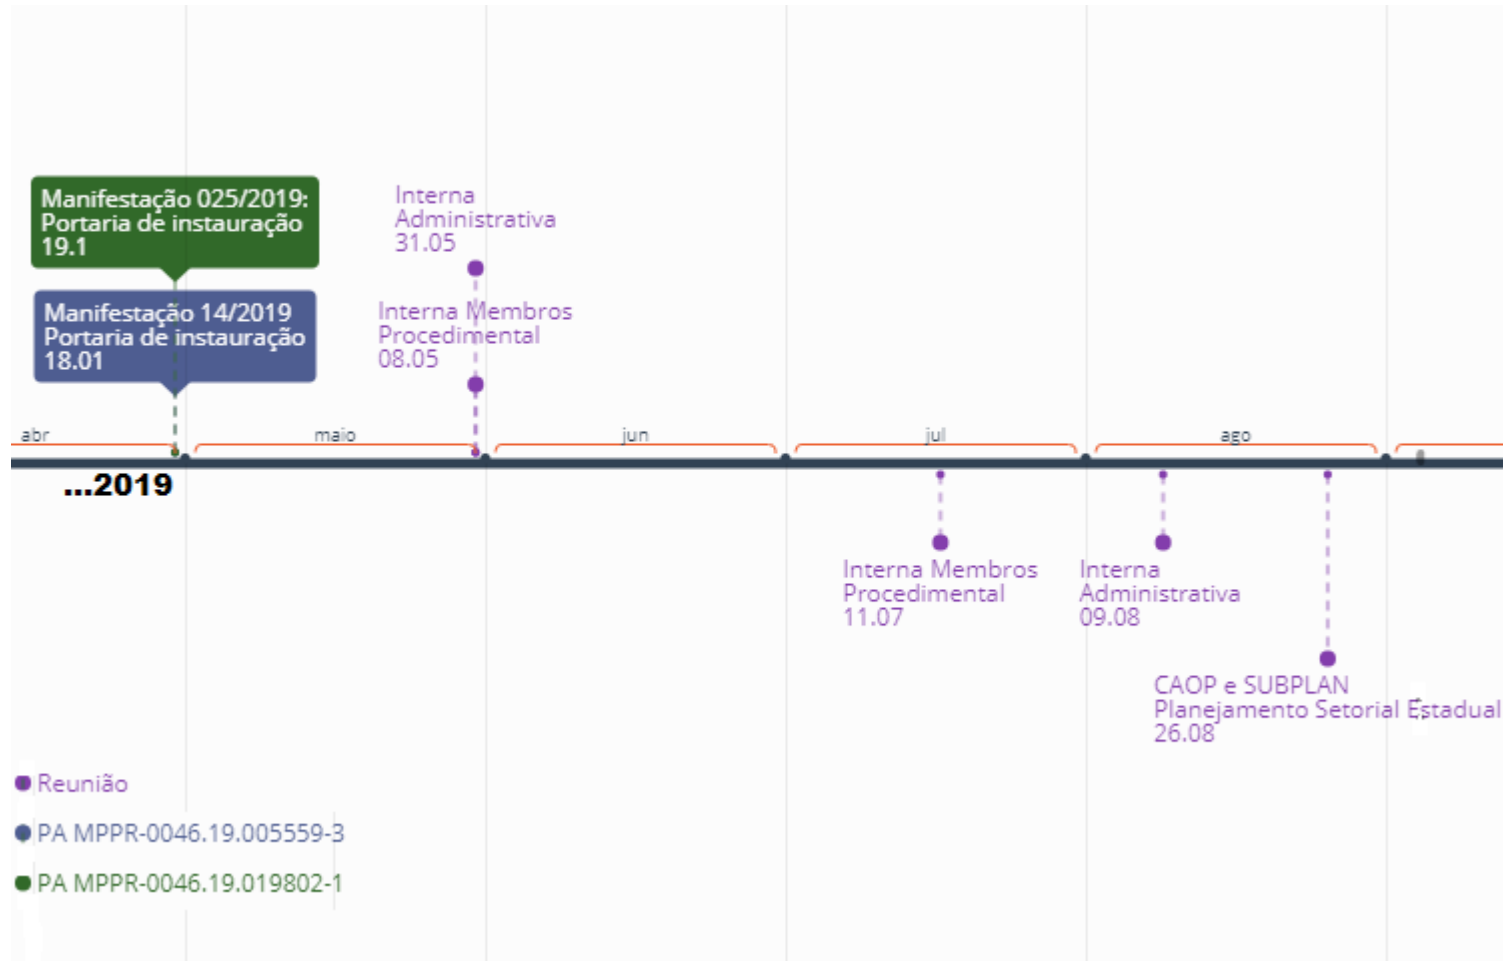 Manifestação 025/2019:
Portaria de instauração
19.1
Manifestação 14/2019
Portaria de instauração
18.01
Interna
Administrativa
31.05
Interna Membros
Procedimental
08.05
abr
maio
jun
jul
ago
...2019
Interna Membros
Procedimental
11.07
Interna
Administrativa
09.08
CAOP e SUBPLAN
Planejamento Setorial Estadual
26.08
Reunião
PA MPPR-0046.19.005559-3
PA MPPR-0046.19.019802-1